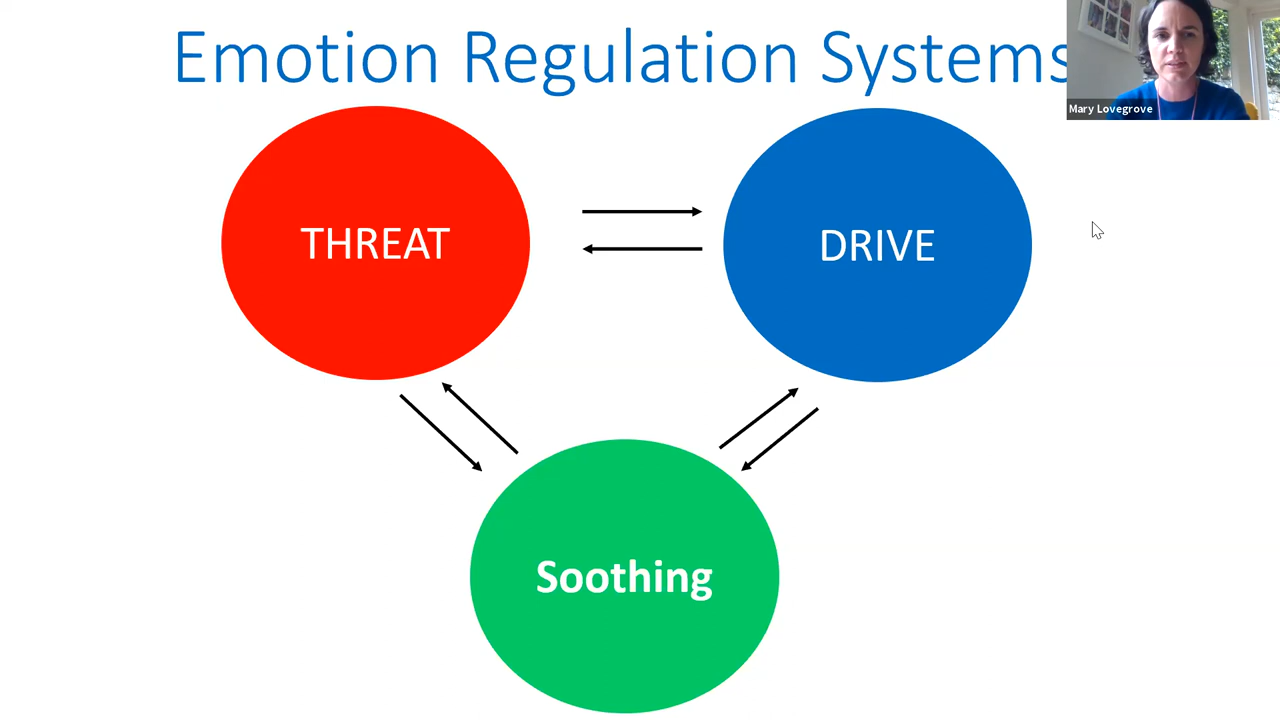 Emotion Regulation Systems
Mary Lovegrove
THREAT
DRIVE
Soothing